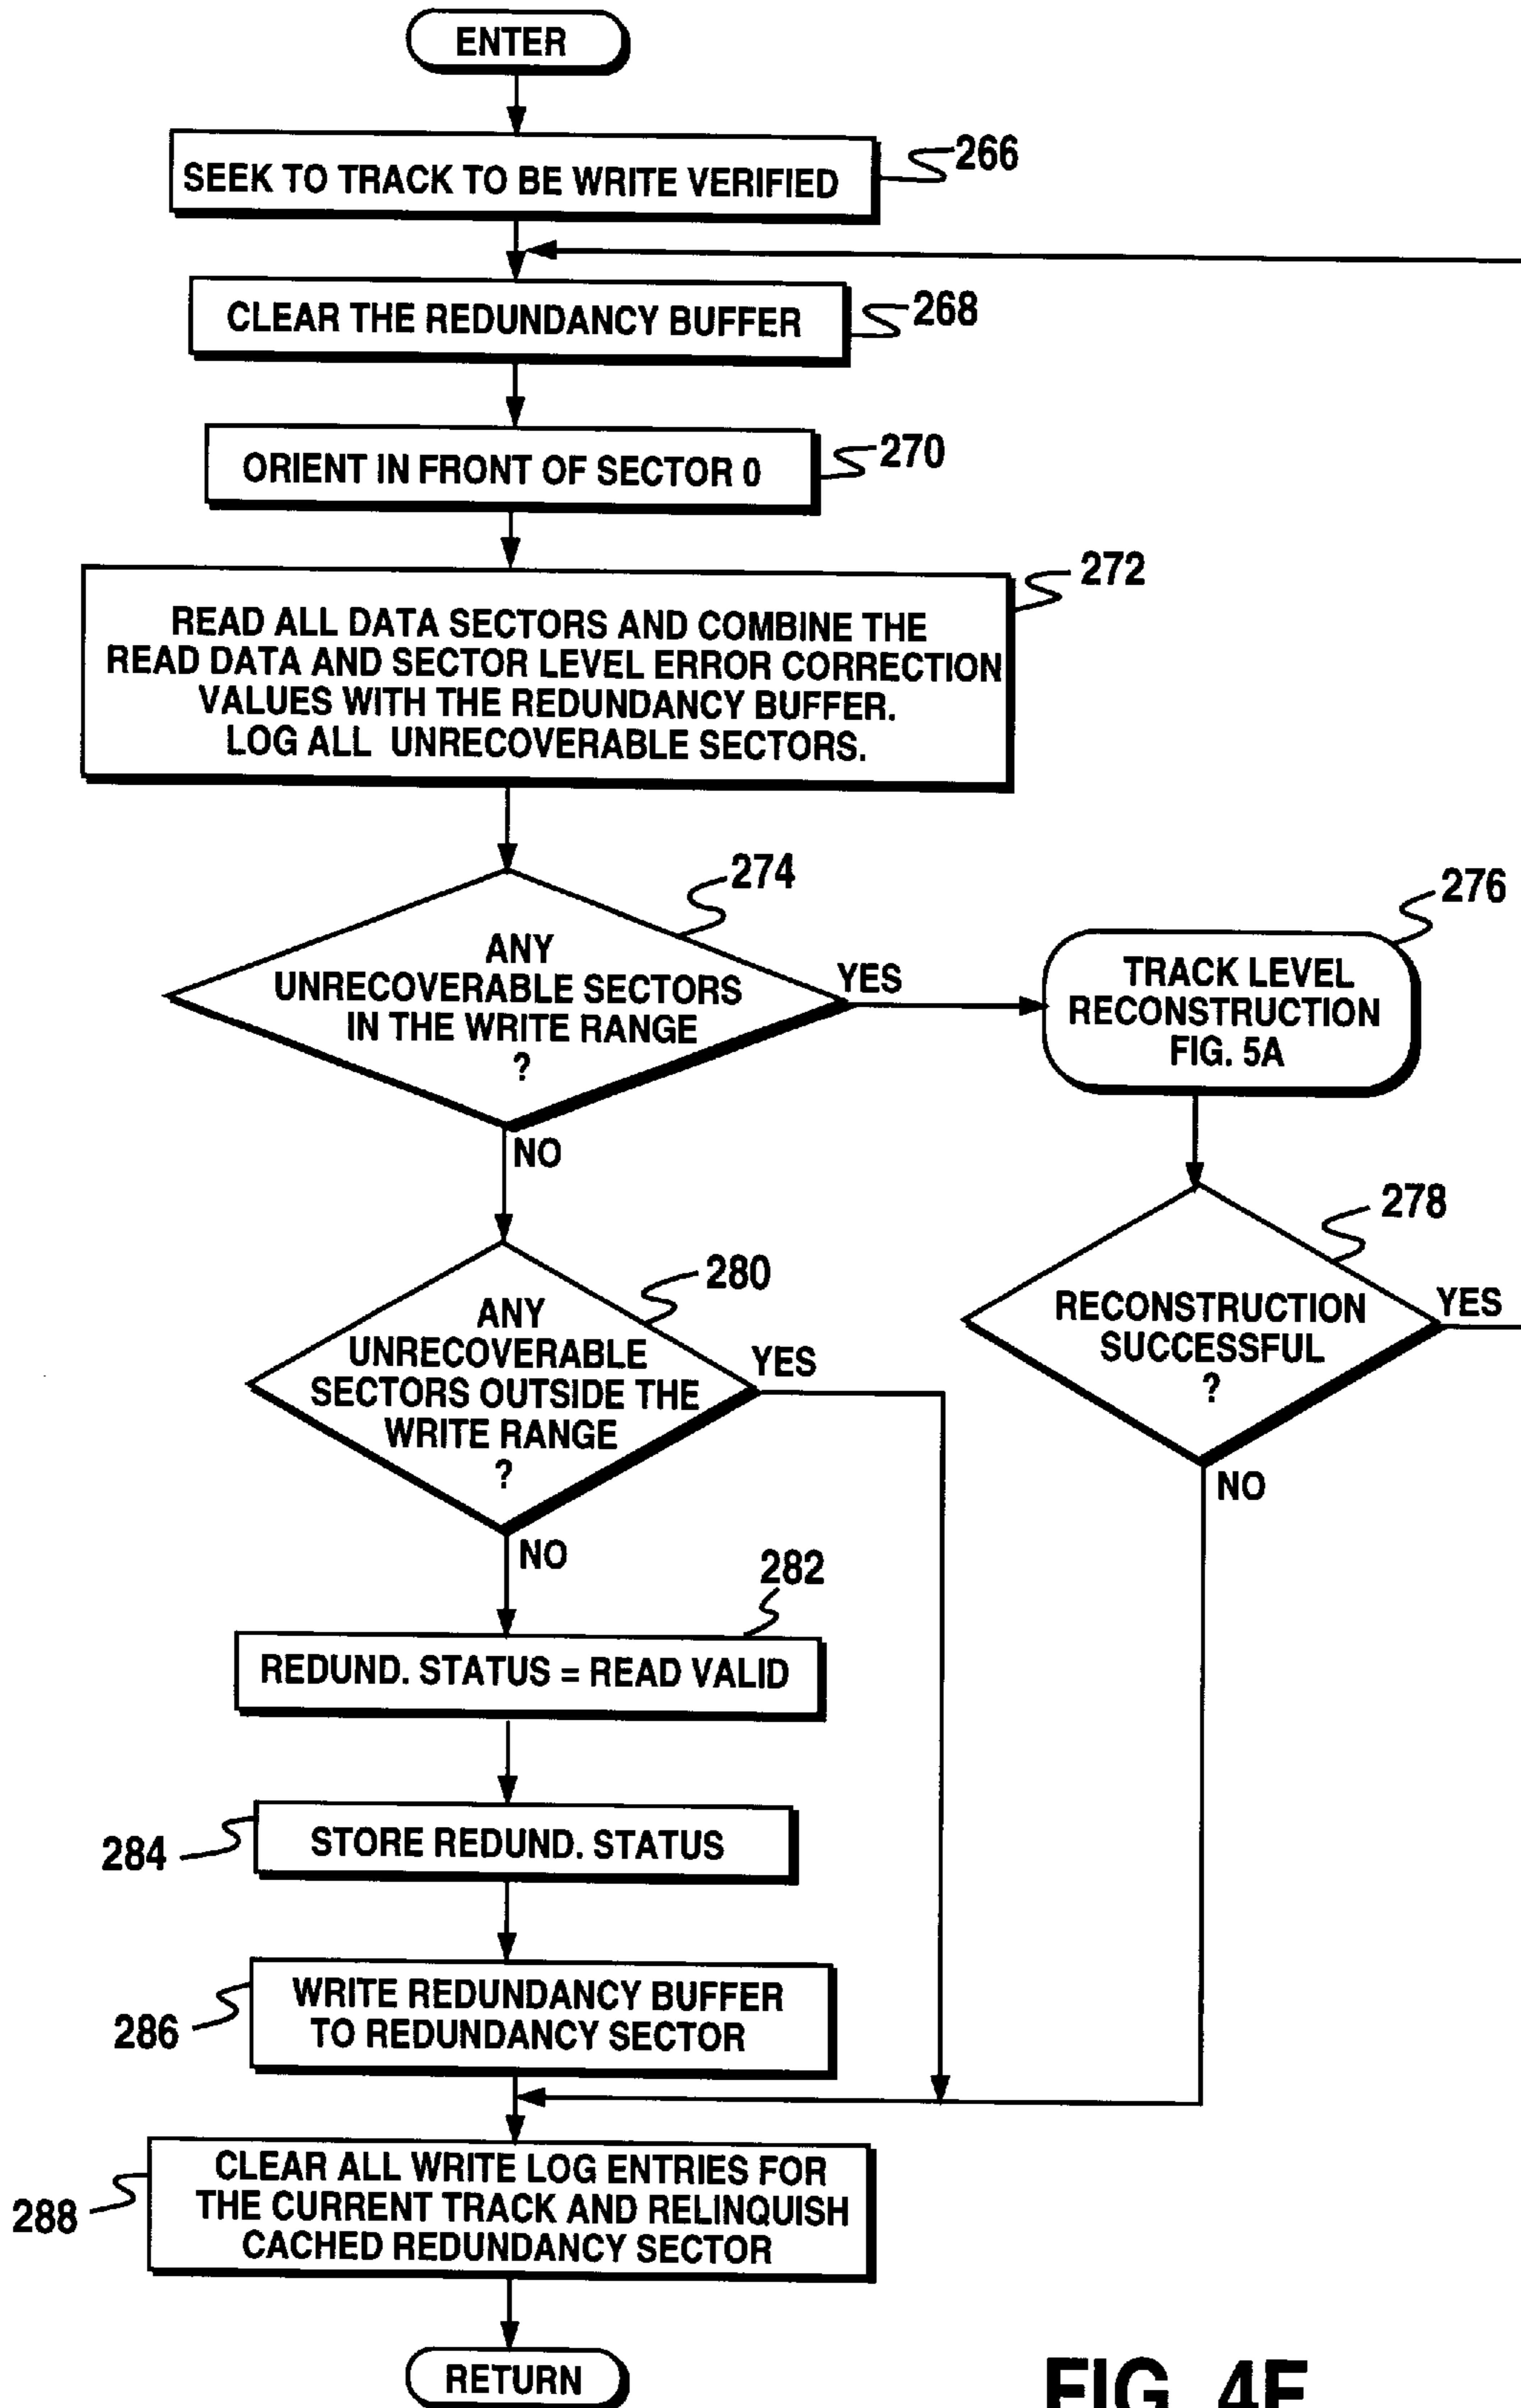 ENTER
SEEK TO TRACK TO BE WRITE VERIFIED
266
CLEAR THE REDUNDANCY BUFFER
268
ORIENT IN FRONT OF SECTOR 0
270
272
READ ALL DATA SECTORS AND COMBINE THE
READ DATA AND SECTOR LEVEL ERROR CORRECTION
VALUES WITH THE REDUNDANCY BUFFER.
LOG ALL UNRECOVERABLE SECTORS.
274
ANY
UNRECOVERABLE SECTORS
IN THE WRITE RANGE
?
YES
NO
276
TRACK LEVEL
RECONSTRUCTION
FIG. 5A
278
RECONSTRUCTION
SUCCESSFUL
?
YES
NO
280
ANY
UNRECOVERABLE
SECTORS OUTSIDE THE
WRITE RANGE
?
YES
NO
282
REDUND. STATUS = READ VALID
284
STORE REDUND. STATUS
286
WRITE REDUNDANCY BUFFER
TO REDUNDANCY SECTOR
288
CLEAR ALL WRITE LOG ENTRIES FOR
THE CURRENT TRACK AND RELINQUISH
CACHED REDUNDANCY SECTOR
RETURN